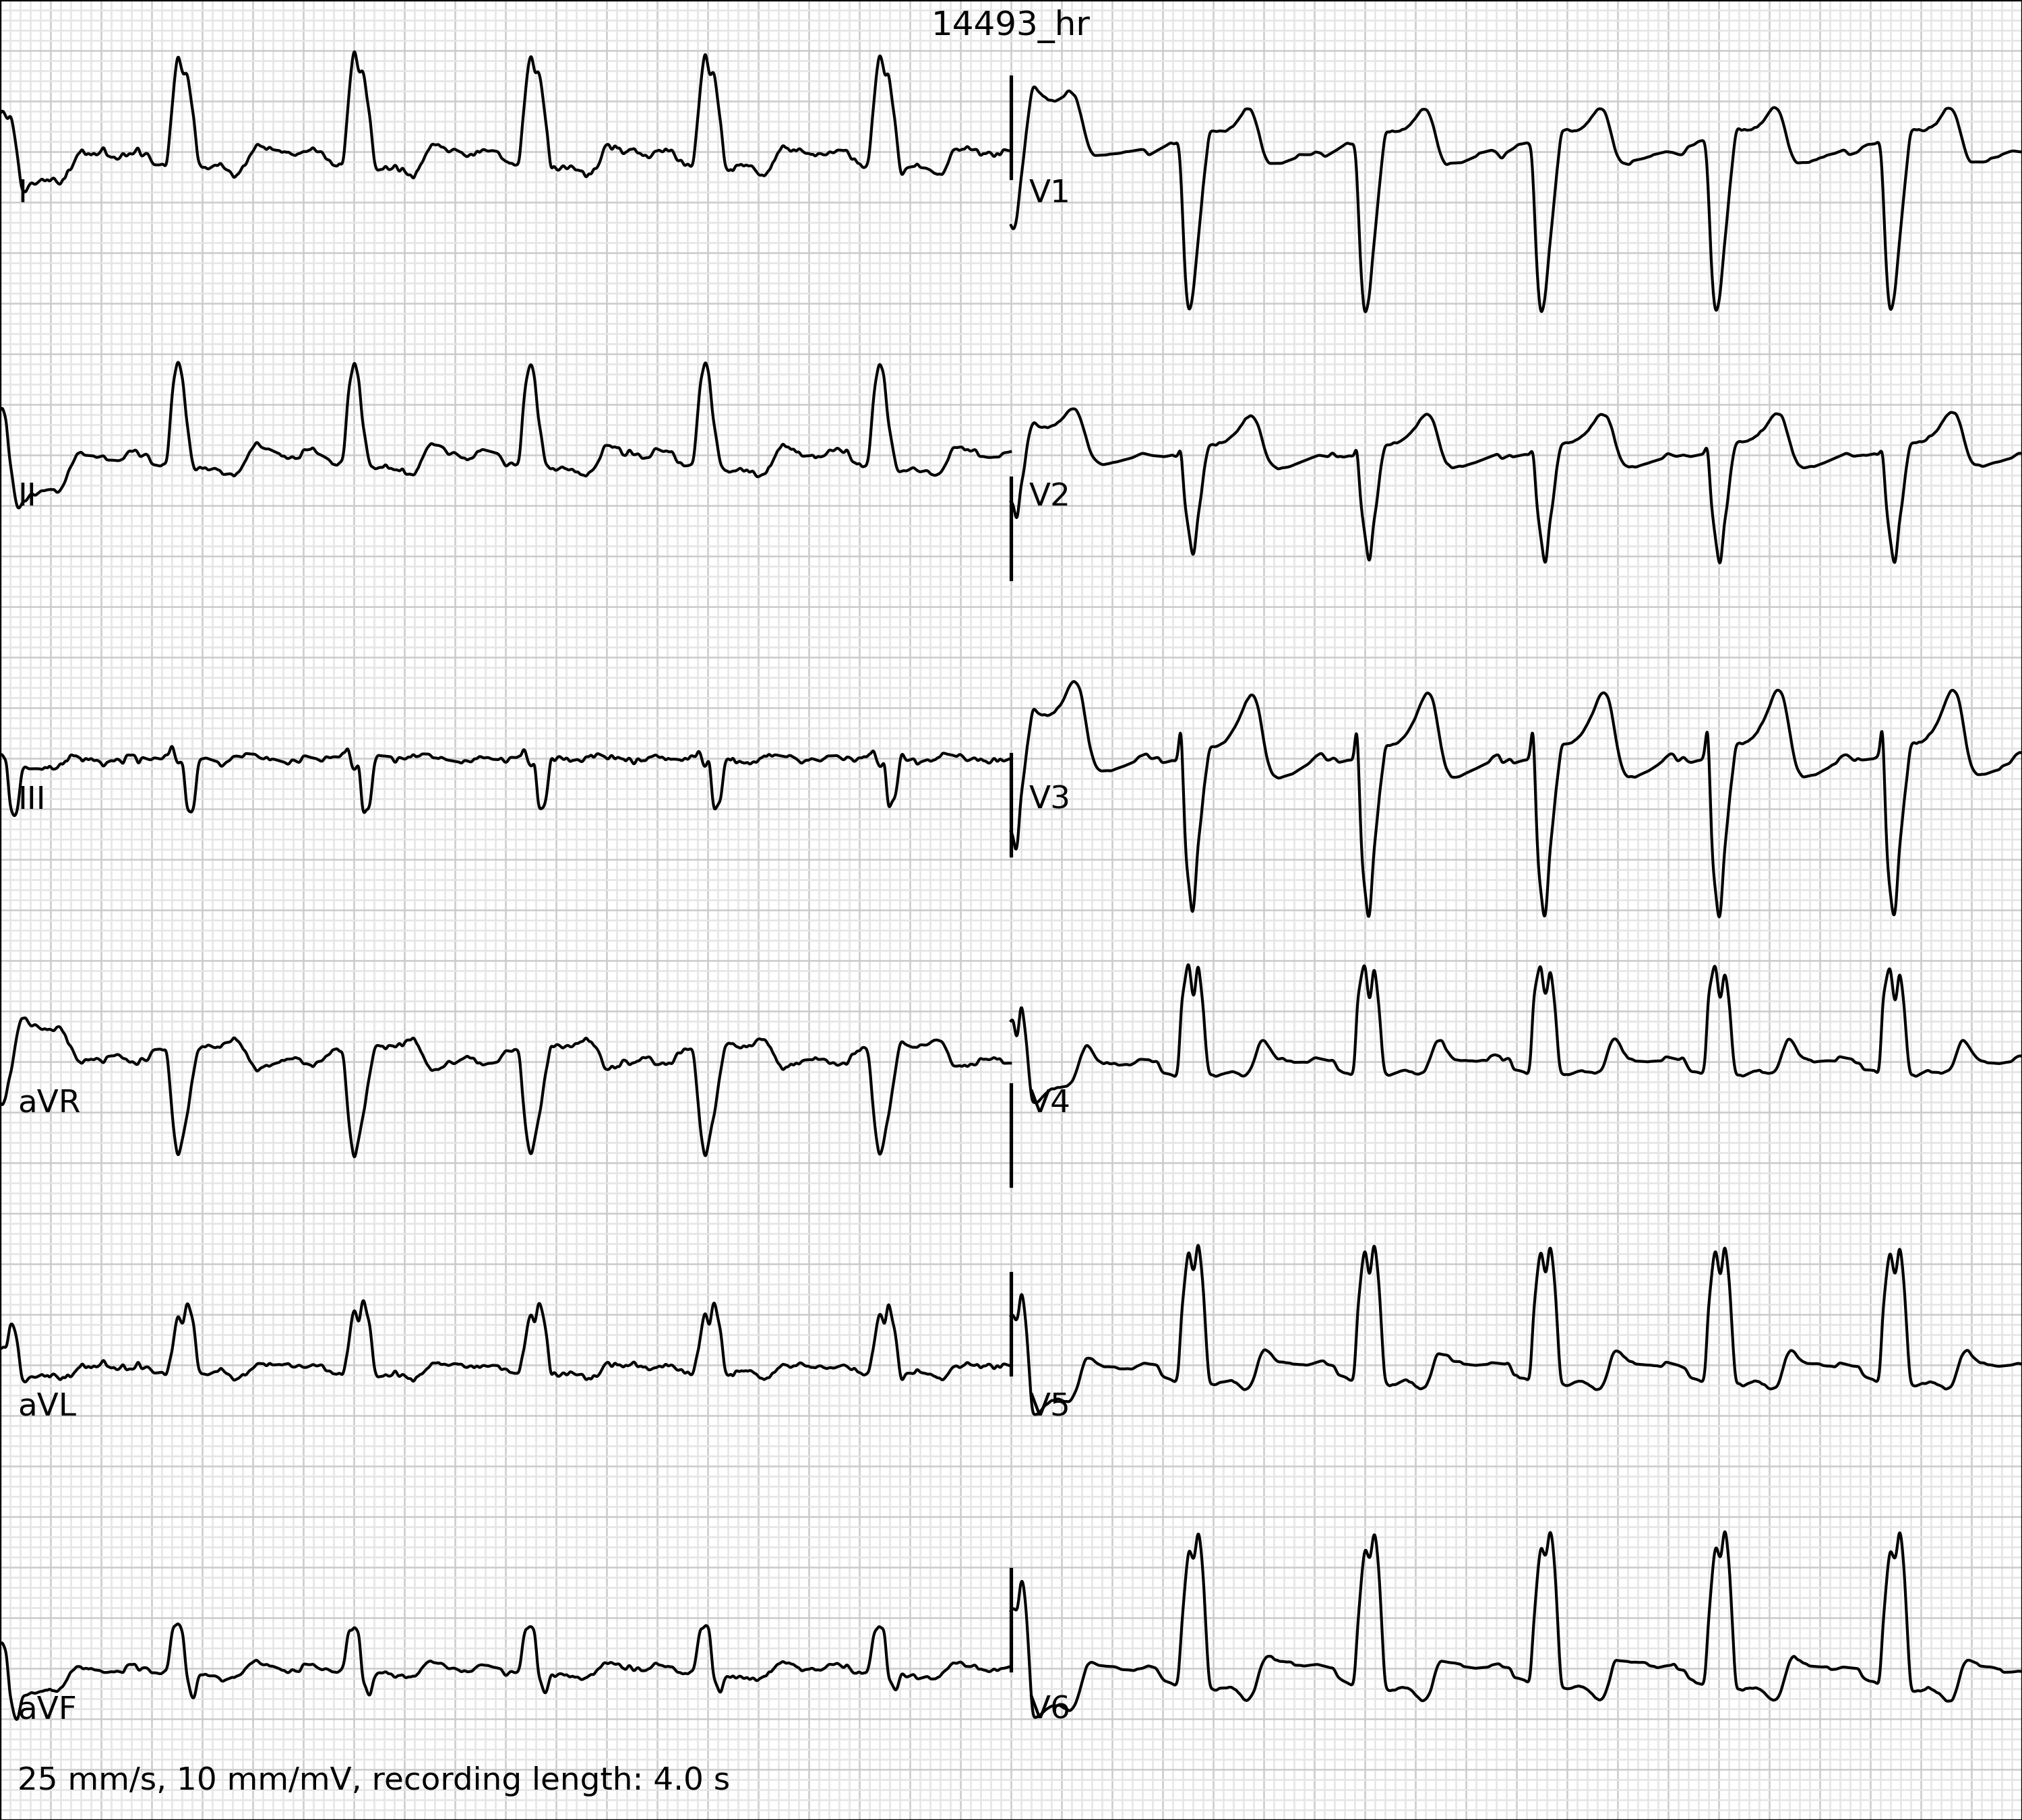 14493_hr
I
V1
II
V2
III
V3
aVR
V4
aVL
V5
aVF
V6
25 mm/s, 10 mm/mV, recording length: 4.0 s